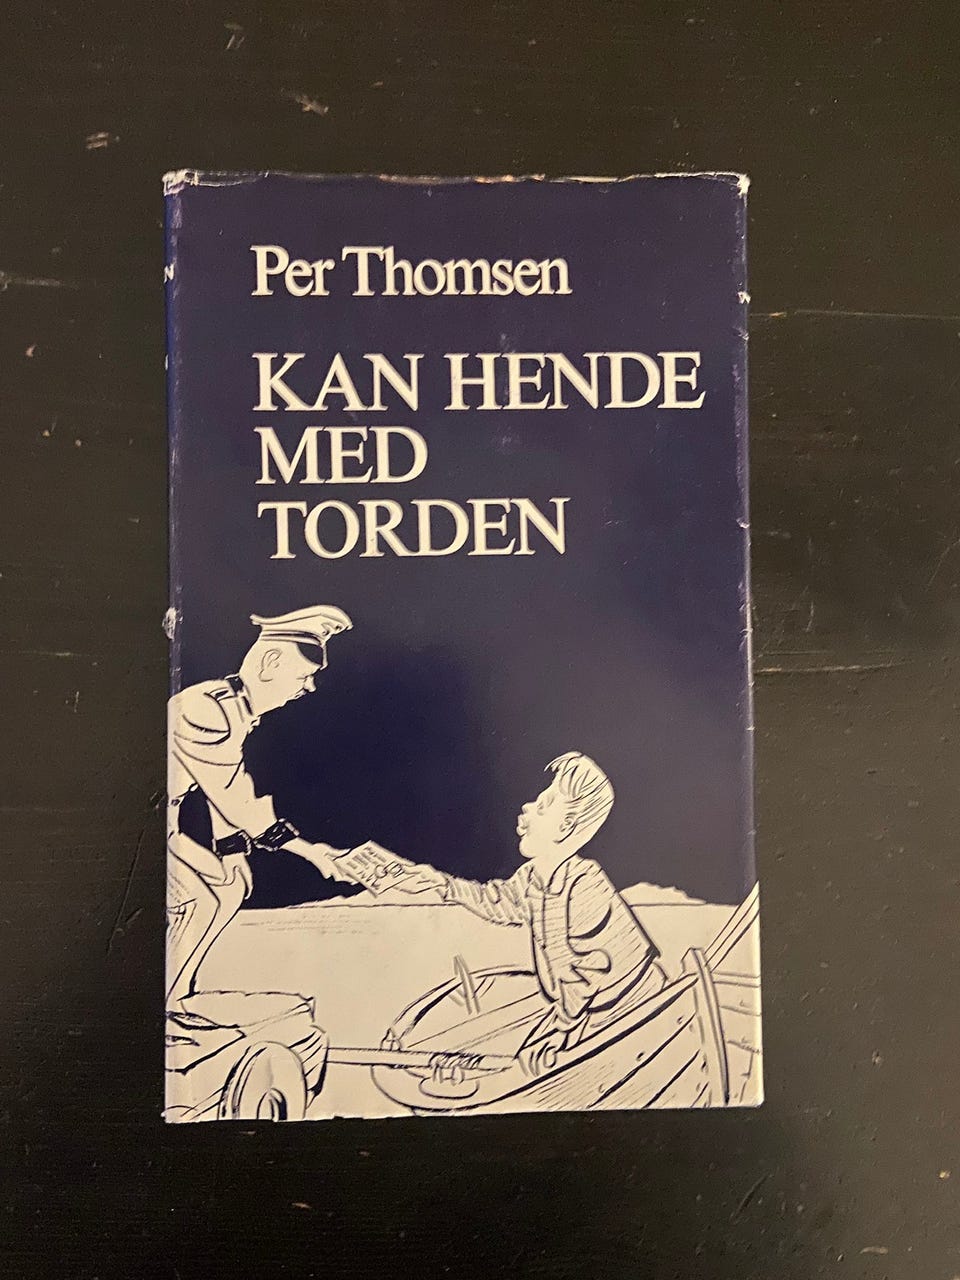 Per Thomsen
KAN HENDE
MED
TORDEN